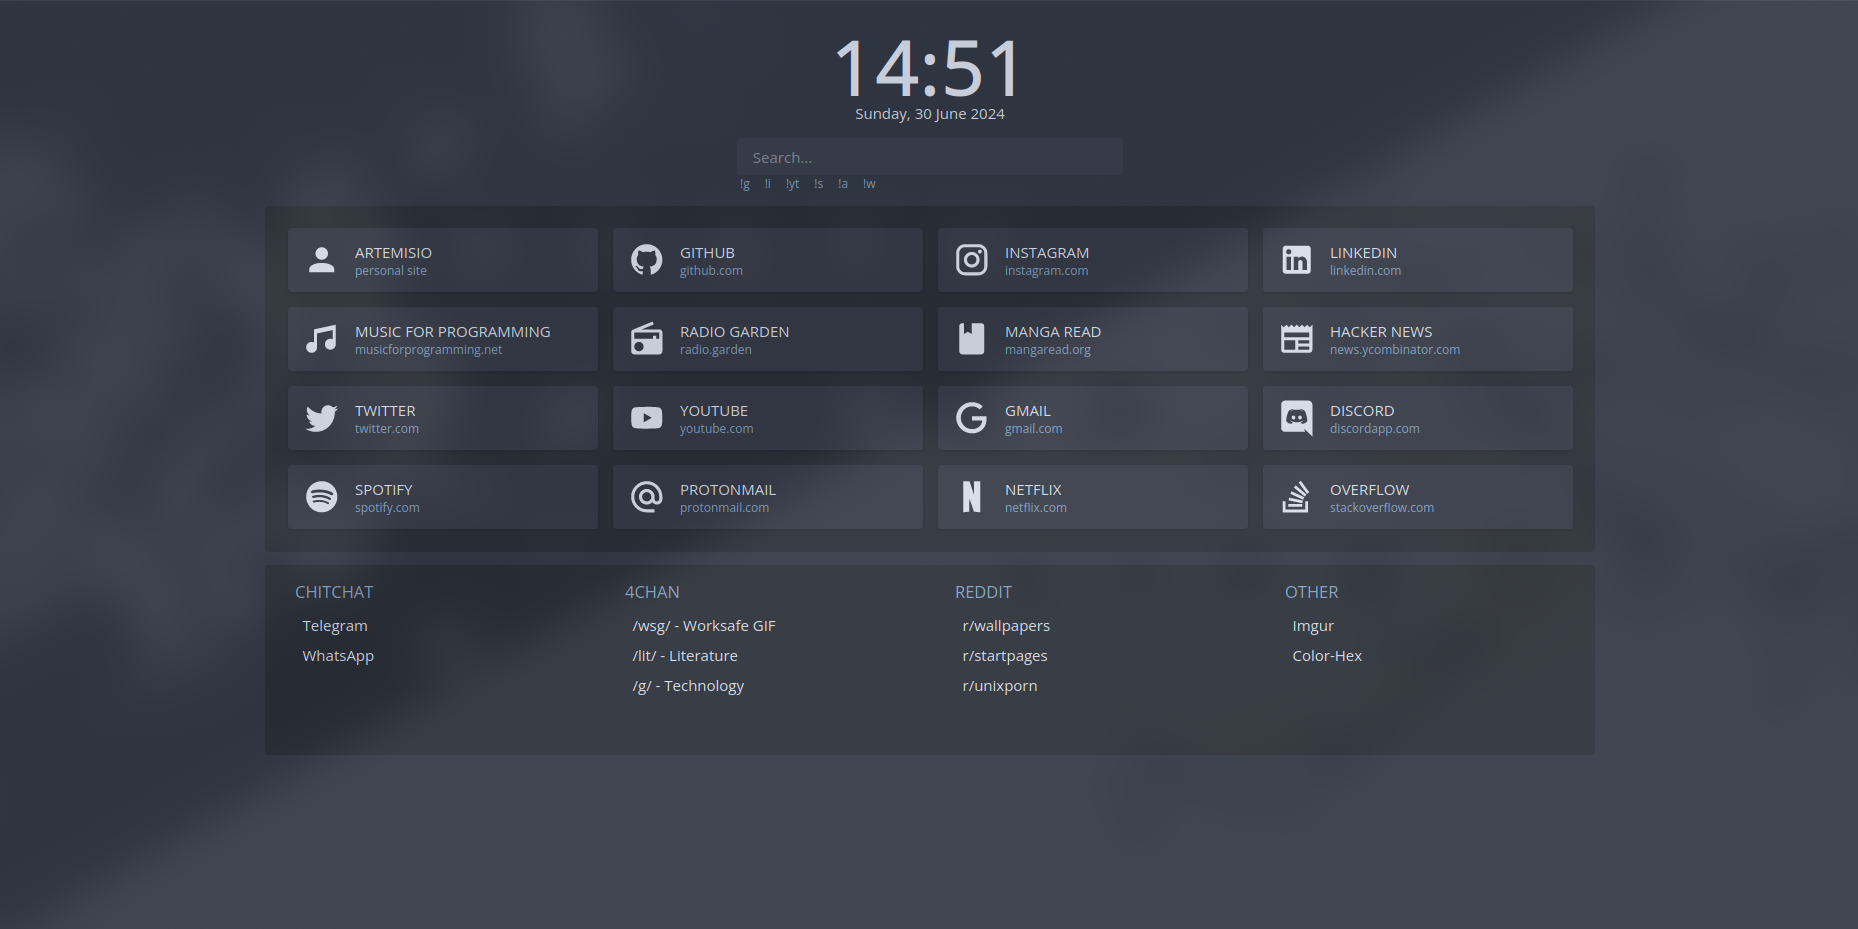 14:51
Sunday, 30 June 2024
Search...
!g !i !yt !s !a !w
ARTEMISIO
personal site
GITHUB
github.com
INSTAGRAM
instagram.com
LINKEDIN
linkedin.com
MUSIC FOR PROGRAMMING
musicforprogramming.net
RADIO GARDEN
radio.garden
MANGA READ
mangaread.org
HACKER NEWS
news.ycombinator.com
TWITTER
twitter.com
YOUTUBE
youtube.com
GMAIL
gmail.com
DISCORD
discordapp.com
SPOTIFY
spotify.com
PROTONMAIL
protonmail.com
NETFLIX
netflix.com
OVERFLOW
stackoverflow.com
CHITCHAT
Telegram
WhatsApp
4CHAN
/wsg/ - Worksafe GIF
/lit/ - Literature
/g/ - Technology
REDDIT
r/wallpapers
r/startpages
r/unixporn
OTHER
Imgur
Color-Hex